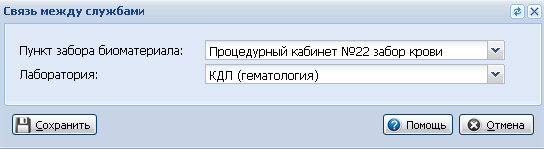 Связь между службами
Пункт забора биоматериала: Процедурный кабинет №22 забор крови
Лаборатория: КДЛ (гематология)
Сохранить Помощь Отмена